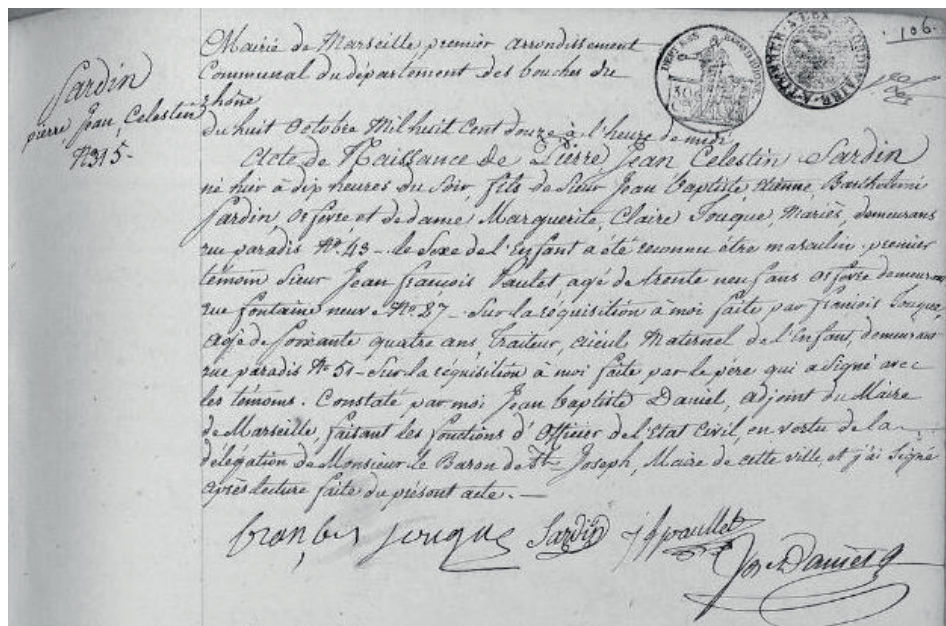 106.
Mairie de Marseille premier arrondissement
Communal du département des bouches du
rhône
Sardin
pierre Jean Celestin
N° 315-
Du huit Octobre Mil huit Cent douze à l'heure de midi
Acte de Naissance de Pierre Jean Celestin Sardin
né hier à dix heures du Soir, fils de Sieur Jean baptiste étienne Barthelemi
Sardin orfèvre et de dame Marguerite, Claire Jouque, Mariés, demeurans
rue paradis N° 43 - le Sexe de l'Enfant a été reconnu être masculin. premier
témoin Sieur Jean françois Paulet agé de trente neuf ans orfèvre demeurant
rue fontaine neuve N° 27 - Sur la réquisition à moi faite par francois Jouque
agé de Soixante quatre ans Traiteur, aieule Maternel de l'Enfant, demeurant
rue paradis N° 51 - Sur la réquisition à moi faite par le père qui a Signé avec
les témoins. Constaté par moi Jean baptiste Daniel, adjoint du Maire
de Marseille, faisant les fonctions d'Officier de l'Etat Civil, en vertu de la
délégation de Monsieur le Baron de St Joseph, Maire de cette ville, et j'ai Signé
après lecture faite du présent acte. -
françois jouque Sardin paullet
Daniel